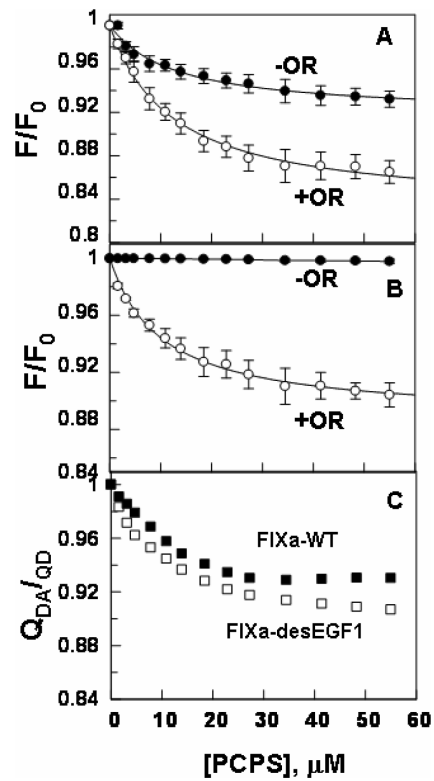 1
A
0.96
-OR
0.92
F/F0
0.88
0.84
+OR
0.8
1
-OR
B
0.96
F/F0
0.92
+OR
0.88
0.84
1
C
0.96
FIXa-WT
QDA/QD
0.92
FIXa-desEGF1
0.88
0.84
0 10 20 30 40 50 60
[PCPS], μM